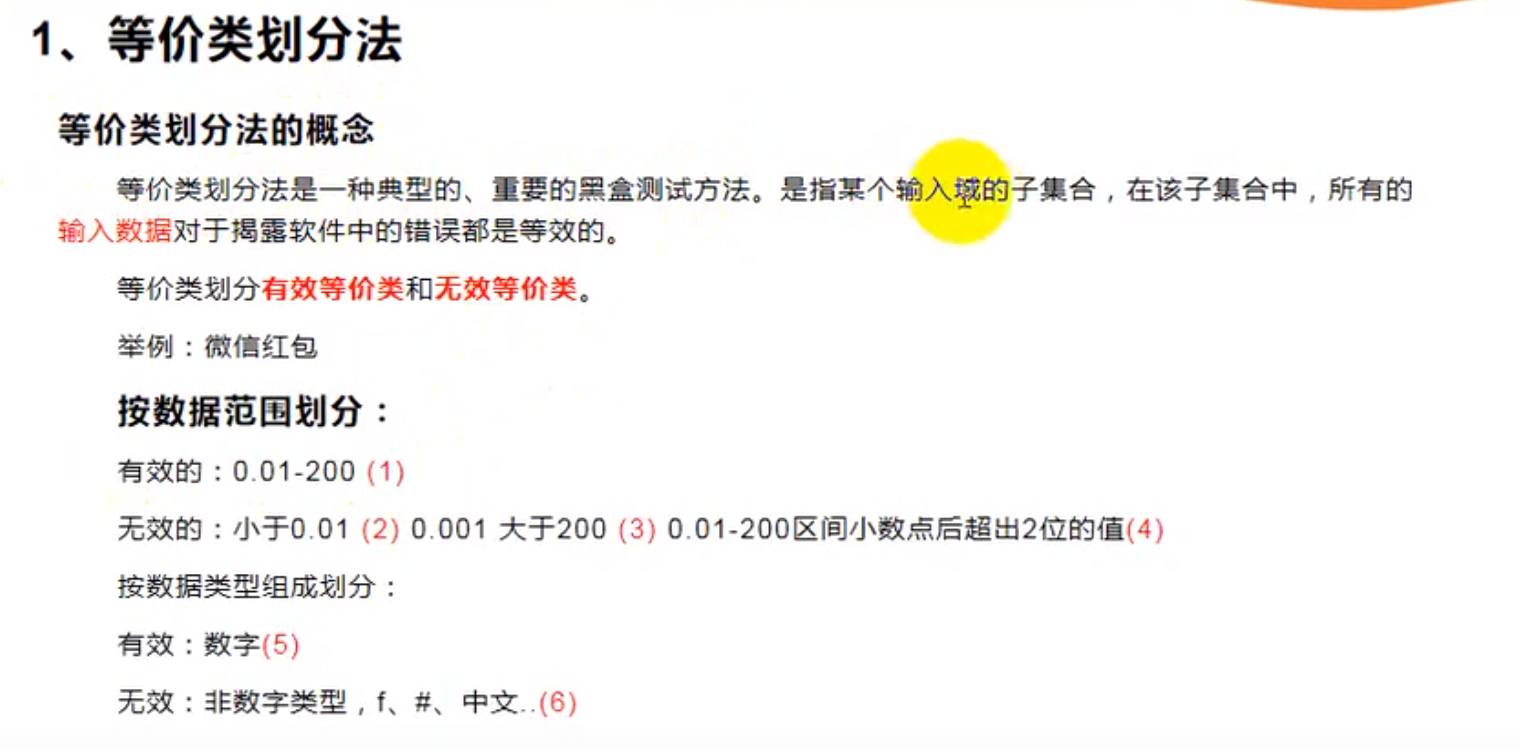 1、等价类划分法
等价类划分法的概念
等价类划分法是一种典型的、重要的黑盒测试方法。是指某个输入域的子集合，在该子集合中，所有的
输入数据对于揭露软件中的错误都是等效的。
等价类划分有效等价类和无效等价类。
举例：微信红包
按数据范围划分：
有效的：0.01-200 (1)
无效的：小于0.01 (2) 0.001 大于200 (3) 0.01-200区间小数点后超出2位的值(4)
按数据类型组成划分：
有效：数字(5)
无效：非数字类型，f、#、中文..(6)